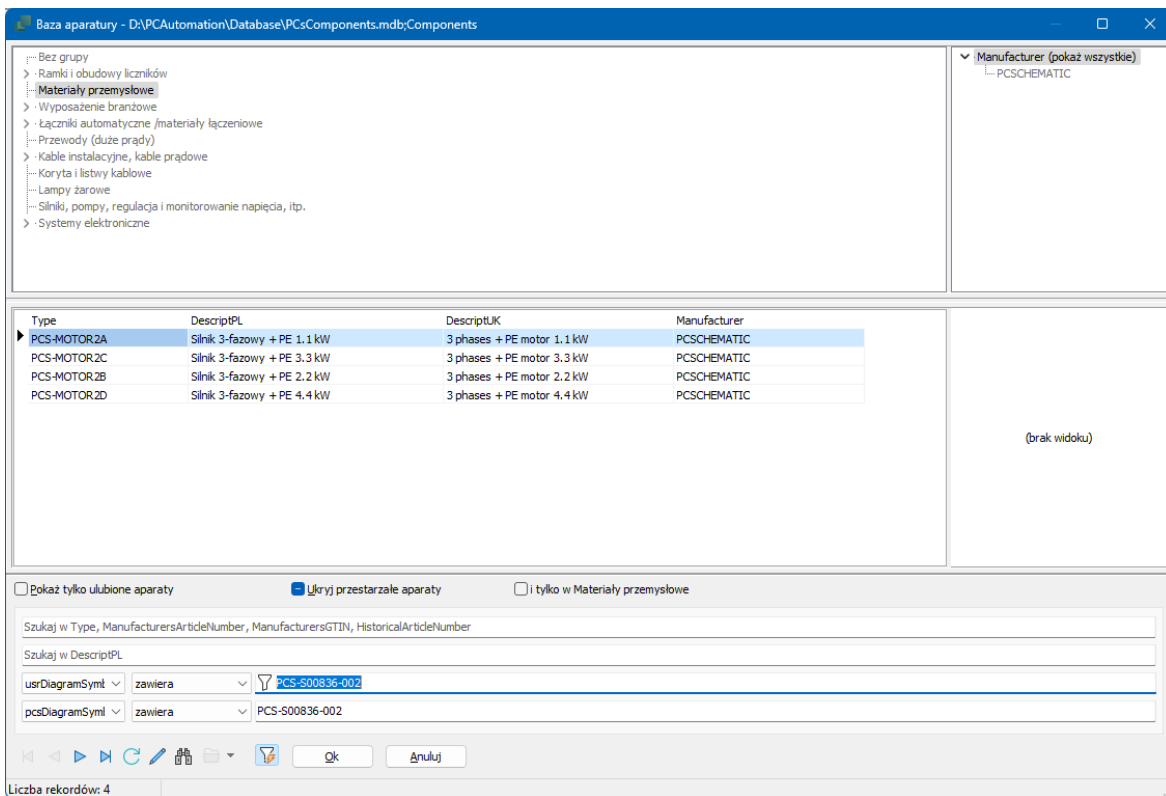 Baza aparatury - D:\PCAutomation\Database\PCsComponents.mdb;Components
Bez grupy
Ramki i obudowy liczników
Materiały przemysłowe
Wyposażenie branżowe
Łączniki automatyczne /materiały łączeniowe
Przewody (duże prądy)
Kable instalacyjne, kable prądowe
Koryta i listwy kablowe
Lampy żarowe
Silniki, pompy, regulacja i monitorowanie napięcia, itp.
Systemy elektroniczne
Manufacturer (pokaż wszystkie)
PCSCHEMATIC
Type DescriptPL DescriptUK Manufacturer
PCS-MOTOR2A Silnik 3-fazowy + PE 1.1 kW 3 phases + PE motor 1.1 kW PCSCHEMATIC
PCS-MOTOR2C Silnik 3-fazowy + PE 3.3 kW 3 phases + PE motor 3.3 kW PCSCHEMATIC
PCS-MOTOR2B Silnik 3-fazowy + PE 2.2 kW 3 phases + PE motor 2.2 kW PCSCHEMATIC
PCS-MOTOR2D Silnik 3-fazowy + PE 4.4 kW 3 phases + PE motor 4.4 kW PCSCHEMATIC
(brak widoku)
Pokaż tylko ulubione aparaty Ukryj przestarzałe aparaty i tylko w Materiały przemysłowe
Szukaj w Type, ManufacturersArticleNumber, ManufacturersGTIN, HistoricalArticleNumber
Szukaj w DescriptPL
usrDiagramSymł zawiera PCS-S00836-002
pcsDiagramSymł zawiera PCS-S00836-002
Ok Anuluj
Liczba rekordów: 4